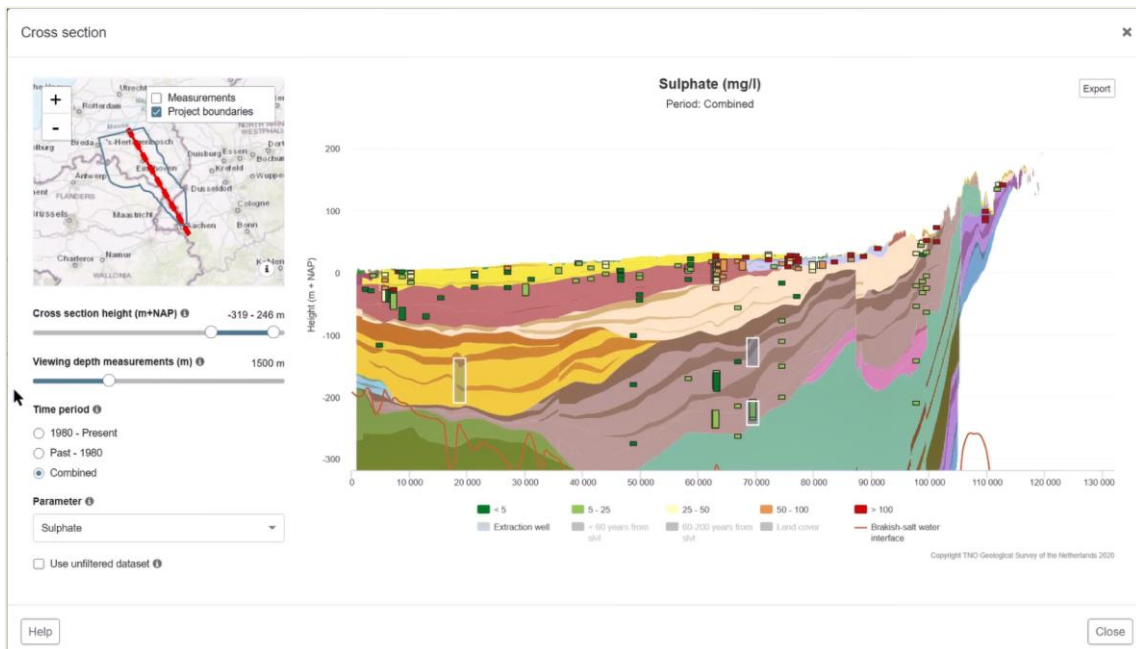 Cross section
×
+
-
Measurements
Project boundaries
Utrecht
Rotterdam
Breda
's-Hertogenbosch
Eindhoven
Antwerp
FLANDERS
Maastricht
Aachen
Duisburg
Essen
Bochum
Krefeld
Dusseldorf
Cologne
Bonn
Charleroi
Namur
WALLONIA
Cross section height (m+NAP)
-319 - 246 m
Viewing depth measurements (m)
1500 m
Time period
1980 - Present
Past - 1980
Combined
Parameter
Sulphate
Use unfiltered dataset
Sulphate (mg/l)
Period: Combined
Export
Height (m + NAP)
200
100
0
-100
-200
-300
0
10 000
20 000
30 000
40 000
50 000
60 000
70 000
80 000
90 000
100 000
110 000
120 000
130 000
< 5
5 - 25
25 - 50
50 - 100
> 100
Extraction well
< 60 years from
slvl
60-200 years from
slvl
Land cover
Brakish-salt water
interface
Copyright TNO Geological Survey of the Netherlands 2020
Help
Close